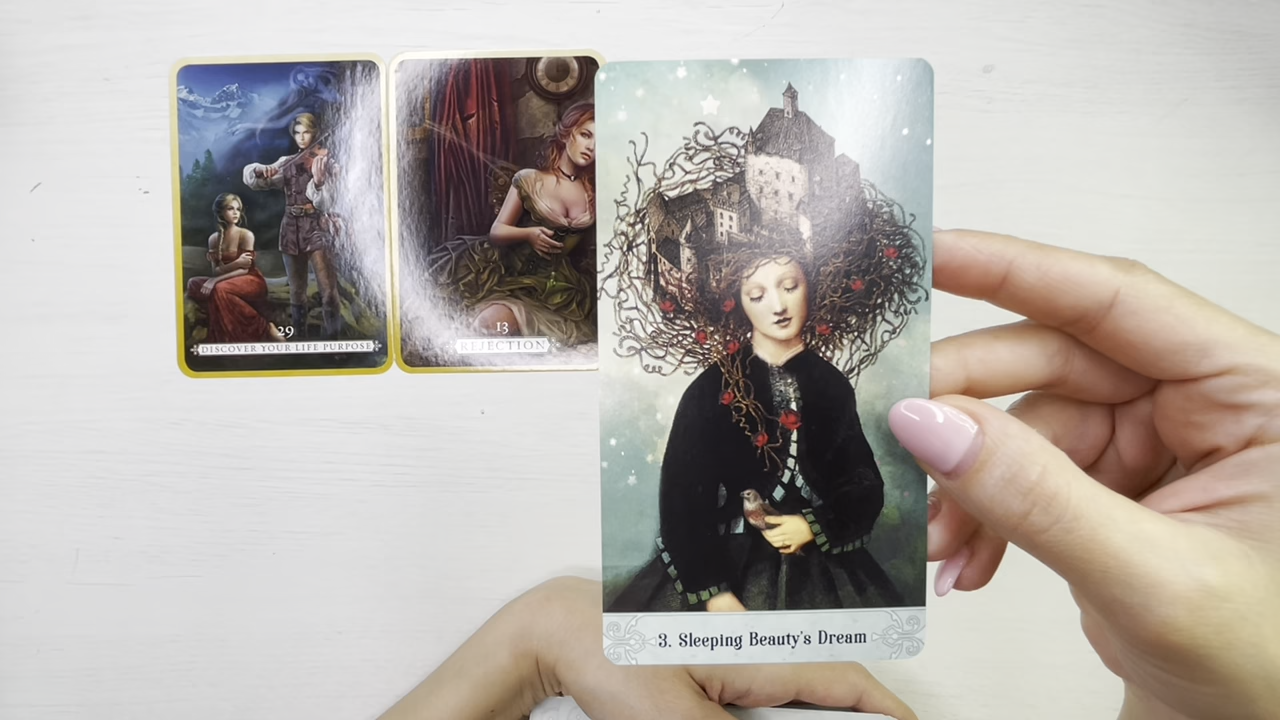 29
DISCOVER YOUR LIFE PURPOSE
13
REJECTION
3. Sleeping Beauty's Dream